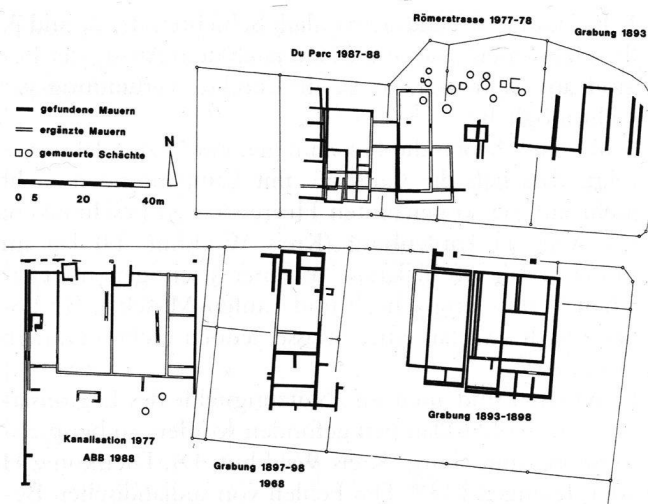 Römerstrasse 1977-78
Grabung 1893
Du Parc 1987-88
gefundene Mauern
ergänzte Mauern
gemauerte Schächte
N
0 5 20 40m
Grabung 1893-1898
Kanalisation 1977
ABB 1988
Grabung 1897-98
1968